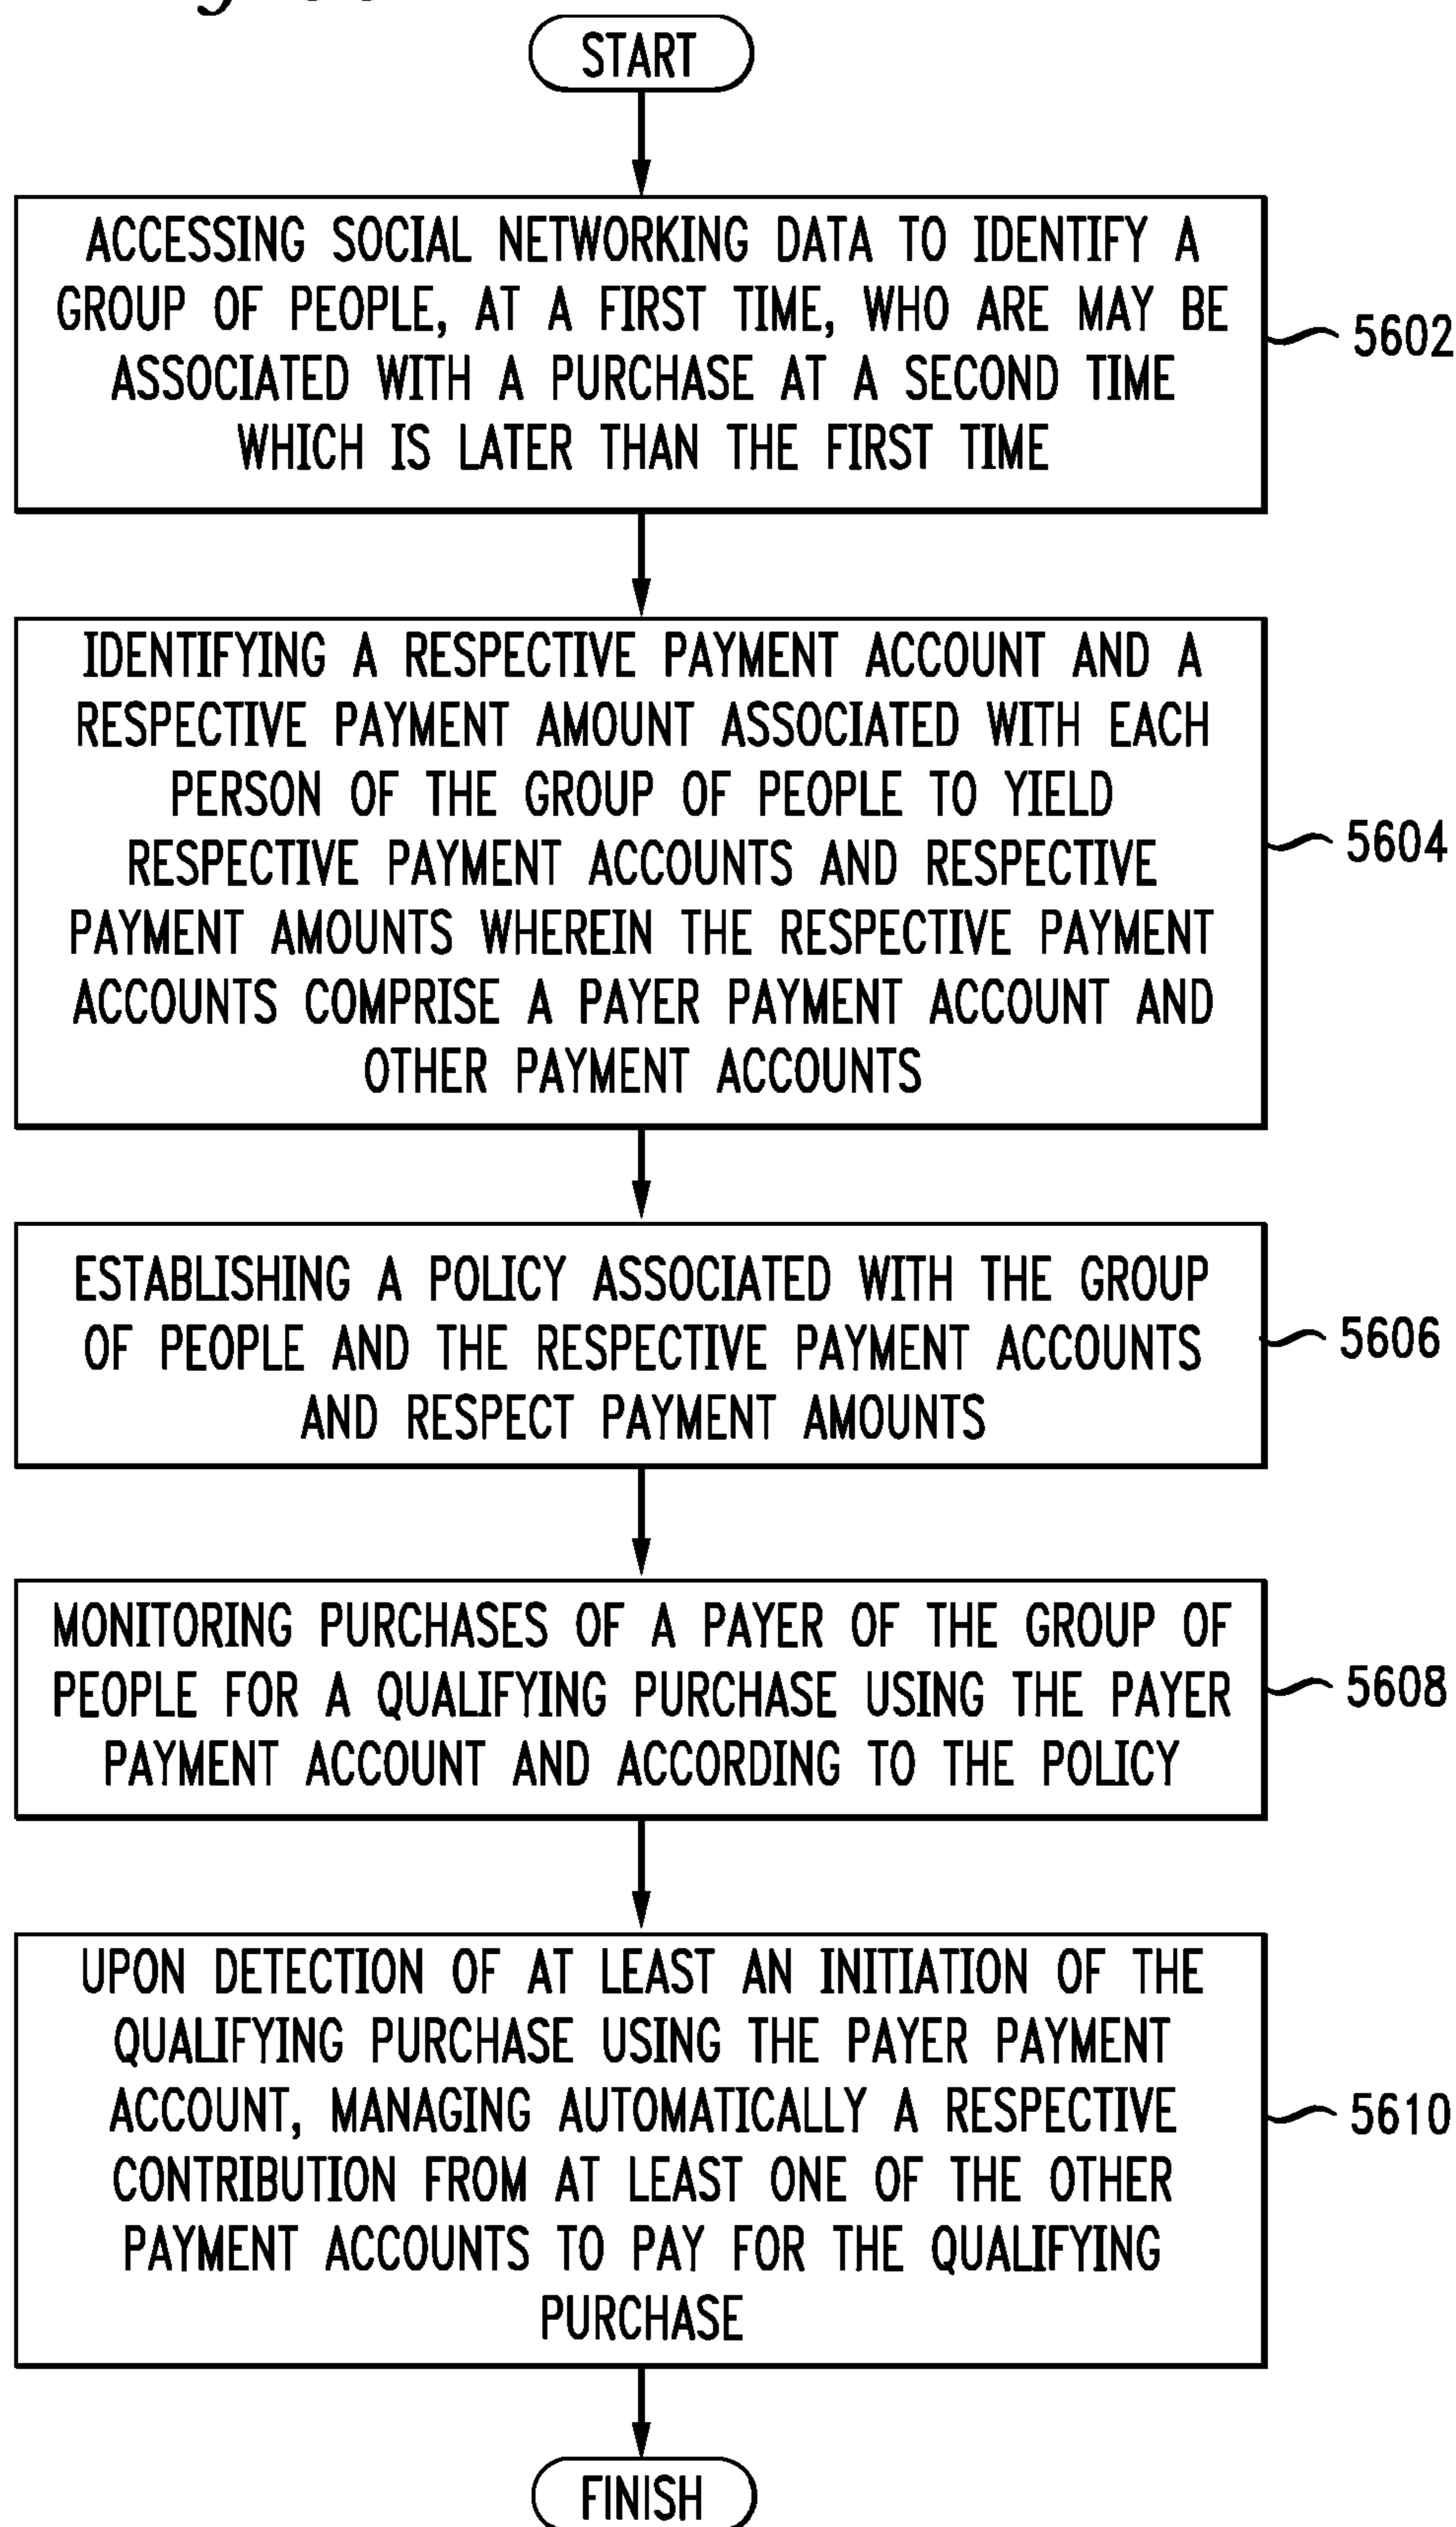 START
ACCESSING SOCIAL NETWORKING DATA TO IDENTIFY A
GROUP OF PEOPLE, AT A FIRST TIME, WHO ARE MAY BE
ASSOCIATED WITH A PURCHASE AT A SECOND TIME
WHICH IS LATER THAN THE FIRST TIME
5602
IDENTIFYING A RESPECTIVE PAYMENT ACCOUNT AND A
RESPECTIVE PAYMENT AMOUNT ASSOCIATED WITH EACH
PERSON OF THE GROUP OF PEOPLE TO YIELD
RESPECTIVE PAYMENT ACCOUNTS AND RESPECTIVE
PAYMENT AMOUNTS WHEREIN THE RESPECTIVE PAYMENT
ACCOUNTS COMPRISE A PAYER PAYMENT ACCOUNT AND
OTHER PAYMENT ACCOUNTS
5604
ESTABLISHING A POLICY ASSOCIATED WITH THE GROUP
OF PEOPLE AND THE RESPECTIVE PAYMENT ACCOUNTS
AND RESPECT PAYMENT AMOUNTS
5606
MONITORING PURCHASES OF A PAYER OF THE GROUP OF
PEOPLE FOR A QUALIFYING PURCHASE USING THE PAYER
PAYMENT ACCOUNT AND ACCORDING TO THE POLICY
5608
UPON DETECTION OF AT LEAST AN INITIATION OF THE
QUALIFYING PURCHASE USING THE PAYER PAYMENT
ACCOUNT, MANAGING AUTOMATICALLY A RESPECTIVE
CONTRIBUTION FROM AT LEAST ONE OF THE OTHER
PAYMENT ACCOUNTS TO PAY FOR THE QUALIFYING
PURCHASE
5610
FINISH